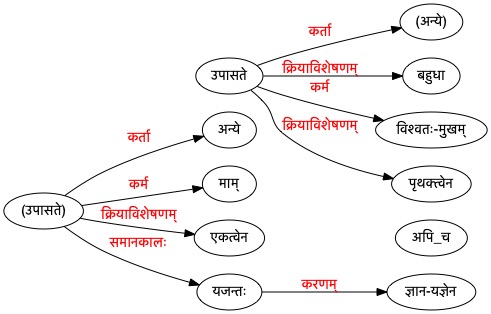 (अन्ये)
कर्ता
उपासते
क्रियाविशेषणम्
बहुधा
कर्म
विश्वतः-मुखम्
क्रियाविशेषणम्
अन्ये
कर्ता
माम्
कर्म
पृथक्त्वेन
(उपासते)
क्रियाविशेषणम्
एकत्वेन
अपि_च
समानकालः
यजन्तः
करणम्
ज्ञान-यज्ञेन